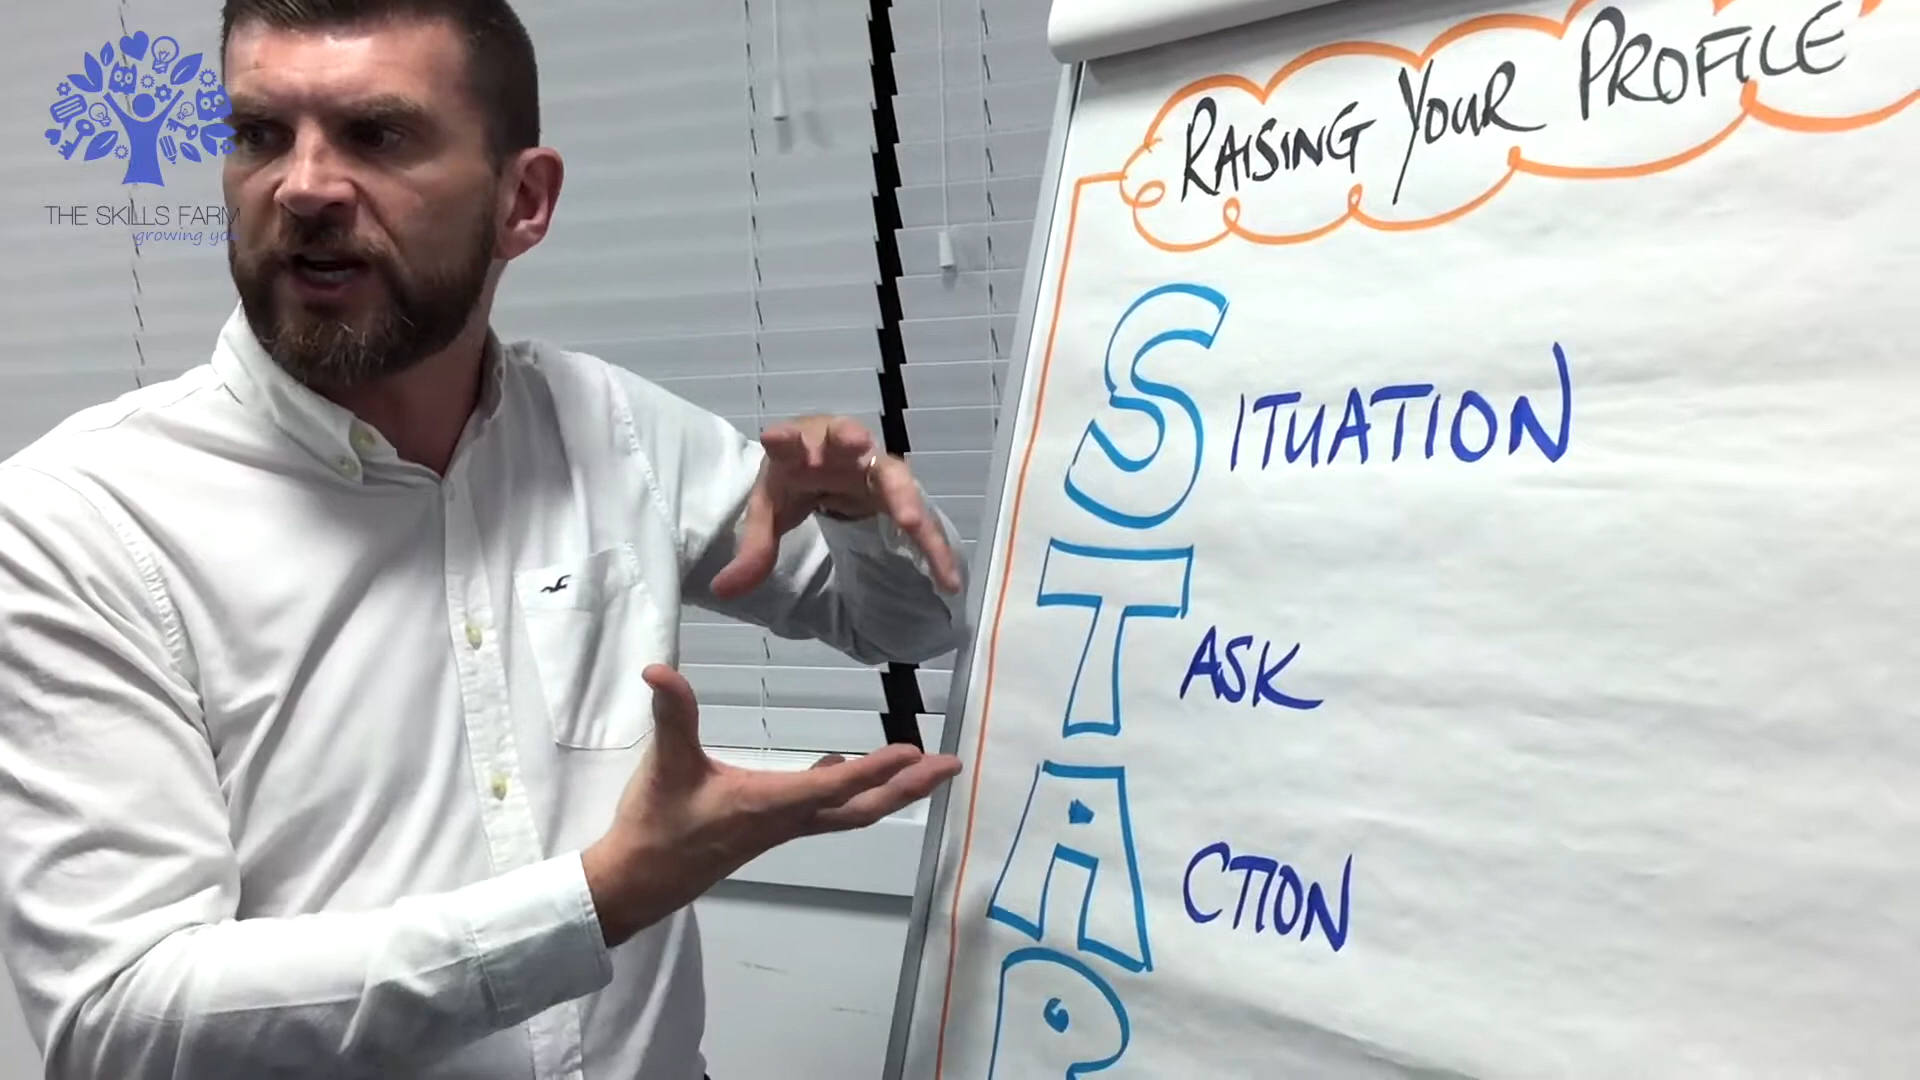 THE SKILLS FARM
growing you
RAISING YOUR PROFILE
SITUATION
TASK
ACTION
R